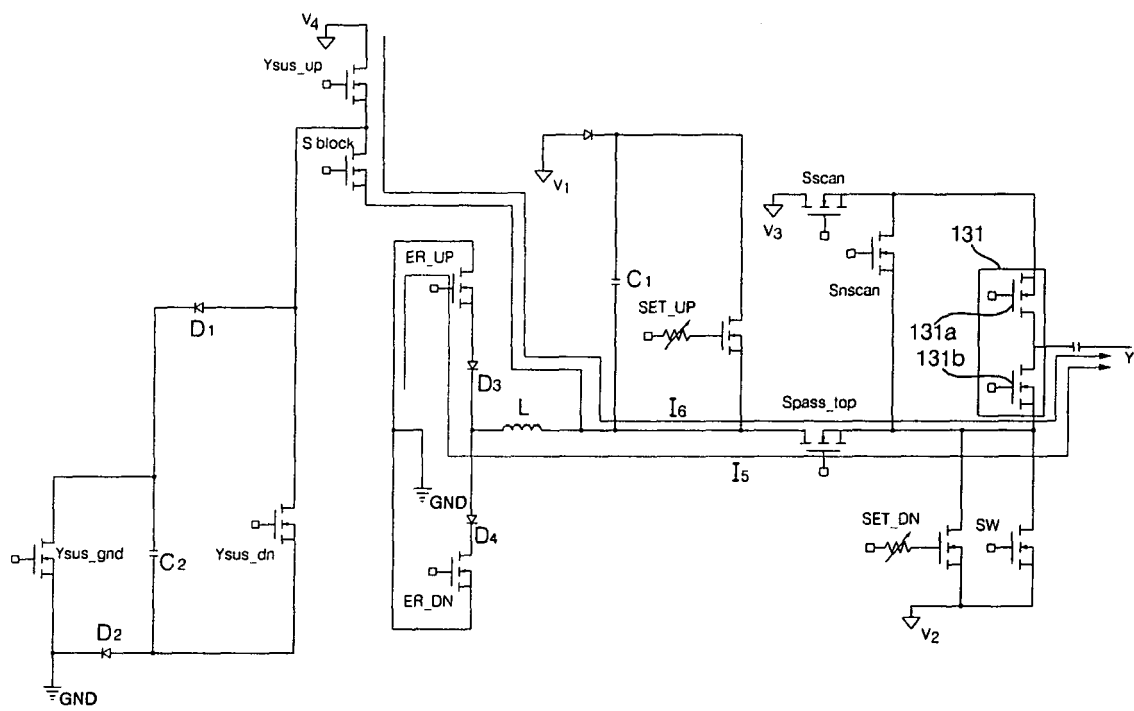 V4
Ysus_up
S block
V1
Sscan
V3
131
ER_UP
C1
Snscan
SET_UP
131a
D1
131b
Y
D3
L
I6
Spass_top
GND
I5
Ysus_gnd
C2
Ysus_dn
D4
SET_DN
SW
ER_DN
D2
V2
GND